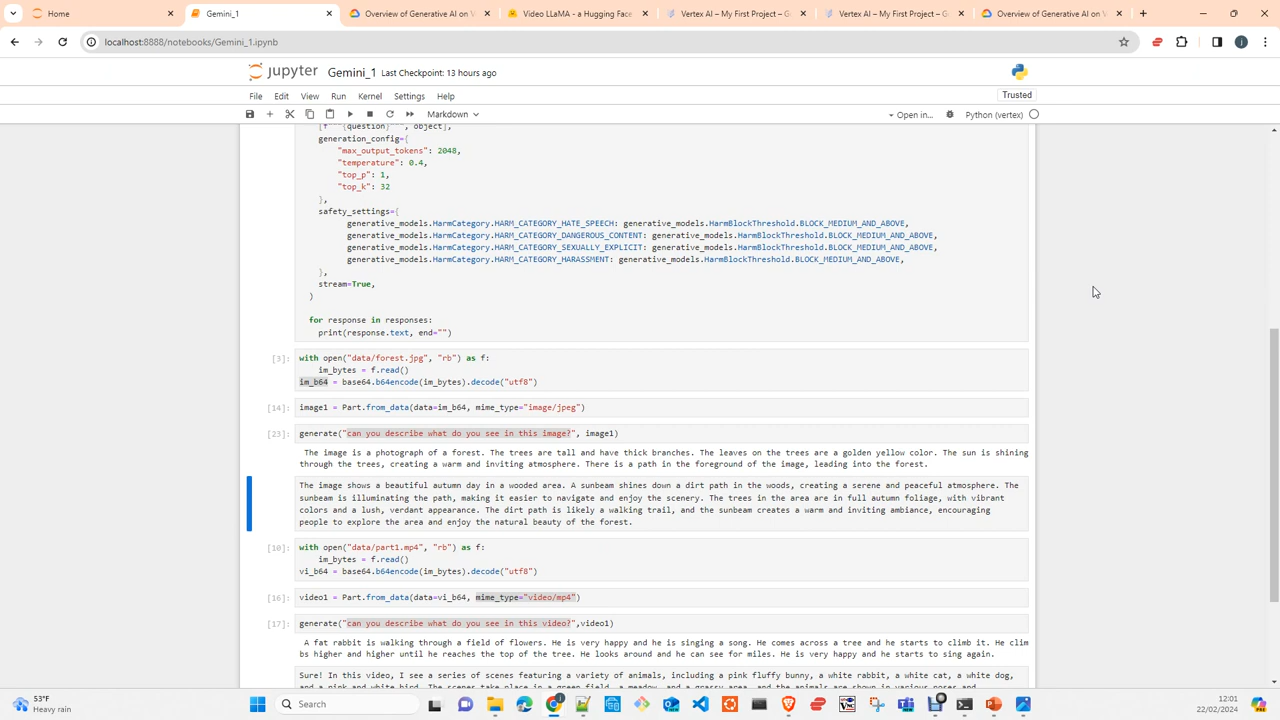 Home
Gemini_1
Overview of Generative AI on V
Video LLaMA - a Hugging Face
Vertex AI – My First Project – G
Vertex AI – My First Project – G
Overview of Generative AI on V
localhost:8888/notebooks/Gemini_1.ipynb
jupyter Gemini_1 Last Checkpoint: 13 hours ago
File Edit View Run Kernel Settings Help
Trusted
Markdown
Open in...
Python (vertex)
[f"""{question}""", object],
generation_config={
"max_output_tokens": 2048,
"temperature": 0.4,
"top_p": 1,
"top_k": 32
},
safety_settings={
generative_models.HarmCategory.HARM_CATEGORY_HATE_SPEECH: generative_models.HarmBlockThreshold.BLOCK_MEDIUM_AND_ABOVE,
generative_models.HarmCategory.HARM_CATEGORY_DANGEROUS_CONTENT: generative_models.HarmBlockThreshold.BLOCK_MEDIUM_AND_ABOVE,
generative_models.HarmCategory.HARM_CATEGORY_SEXUALLY_EXPLICIT: generative_models.HarmBlockThreshold.BLOCK_MEDIUM_AND_ABOVE,
generative_models.HarmCategory.HARM_CATEGORY_HARASSMENT: generative_models.HarmBlockThreshold.BLOCK_MEDIUM_AND_ABOVE,
},
stream=True,
)
for response in responses:
print(response.text, end="")
[3]: with open("data/forest.jpg", "rb") as f:
im_bytes = f.read()
im_b64 = base64.b64encode(im_bytes).decode("utf8")
[14]: image1 = Part.from_data(data=im_b64, mime_type="image/jpeg")
[23]: generate("can you describe what do you see in this image?", image1)
The image is a photograph of a forest. The trees are tall and have thick branches. The leaves on the trees are a golden yellow color. The sun is shining
through the trees, creating a warm and inviting atmosphere. There is a path in the foreground of the image, leading into the forest.
The image shows a beautiful autumn day in a wooded area. A sunbeam shines down a dirt path in the woods, creating a serene and peaceful atmosphere. The
sunbeam is illuminating the path, making it easier to navigate and enjoy the scenery. The trees in the area are in full autumn foliage, with vibrant
colors and a lush, verdant appearance. The dirt path is likely a walking trail, and the sunbeam creates a warm and inviting ambiance, encouraging
people to explore the area and enjoy the natural beauty of the forest.
[10]: with open("data/part1.mp4", "rb") as f:
im_bytes = f.read()
vi_b64 = base64.b64encode(im_bytes).decode("utf8")
[16]: video1 = Part.from_data(data=vi_b64, mime_type="video/mp4")
[17]: generate("can you describe what do you see in this video?",video1)
A fat rabbit is walking through a field of flowers. He is very happy and he is singing a song. He comes across a tree and he starts to climb it. He clim
bs higher and higher until he reaches the top of the tree. He looks around and he can see for miles. He is very happy and he starts to sing again.
Sure! In this video, I see a series of scenes featuring a variety of animals, including a pink fluffy bunny, a white rabbit, a white cat, a white dog,
53°F
Heavy rain
Search
12:01
22/02/2024